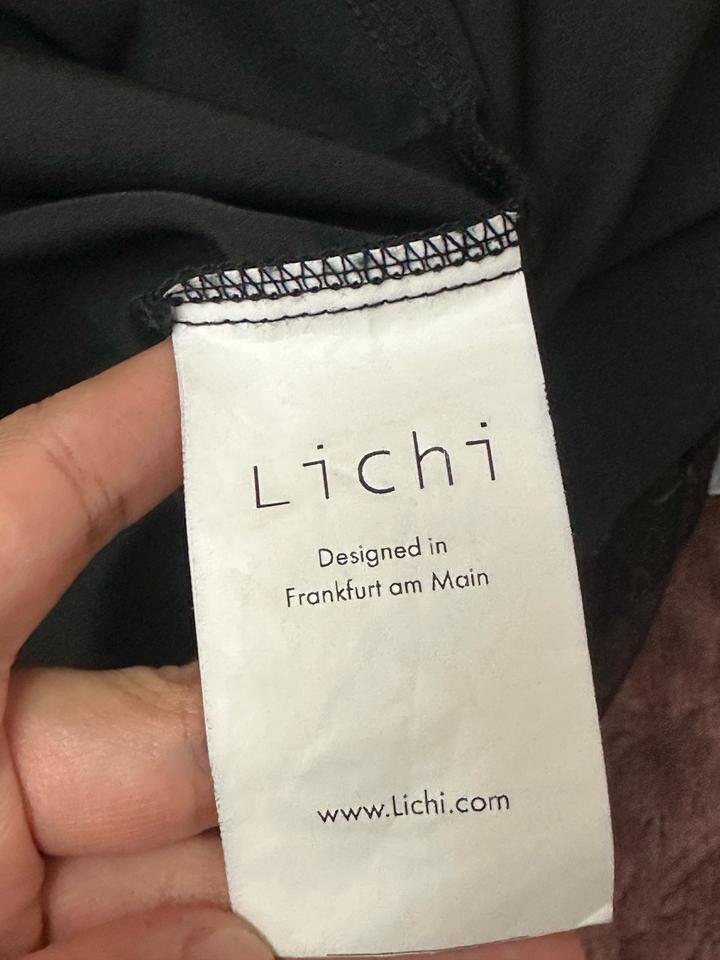 Lichi
Designed in
Frankfurt am Main
www.Lichi.com